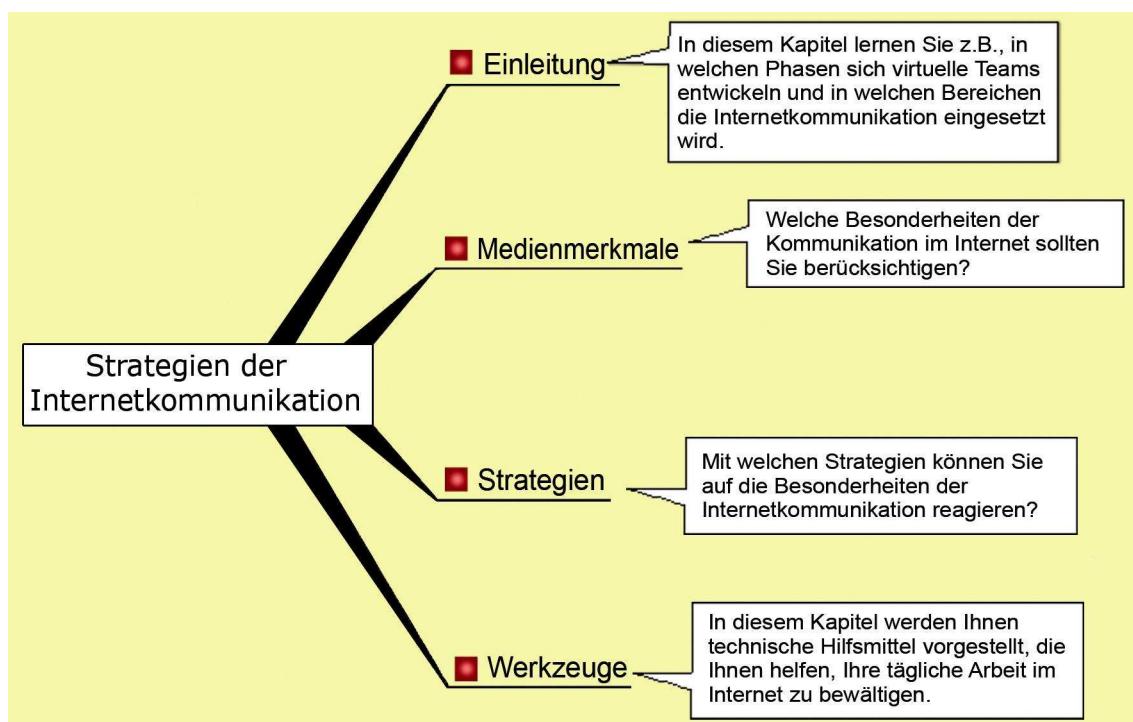 Einleitung
In diesem Kapitel lernen Sie z.B., in
welchen Phasen sich virtuelle Teams
entwickeln und in welchen Bereichen
die Internetkommunikation eingesetzt
wird.
Medienmerkmale
Welche Besonderheiten der
Kommunikation im Internet sollten
Sie berücksichtigen?
Strategien der
Internetkommunikation
Strategien
Mit welchen Strategien können Sie
auf die Besonderheiten der
Internetkommunikation reagieren?
Werkzeuge
In diesem Kapitel werden Ihnen
technische Hilfsmittel vorgestellt, die
Ihnen helfen, Ihre tägliche Arbeit im
Internet zu bewältigen.